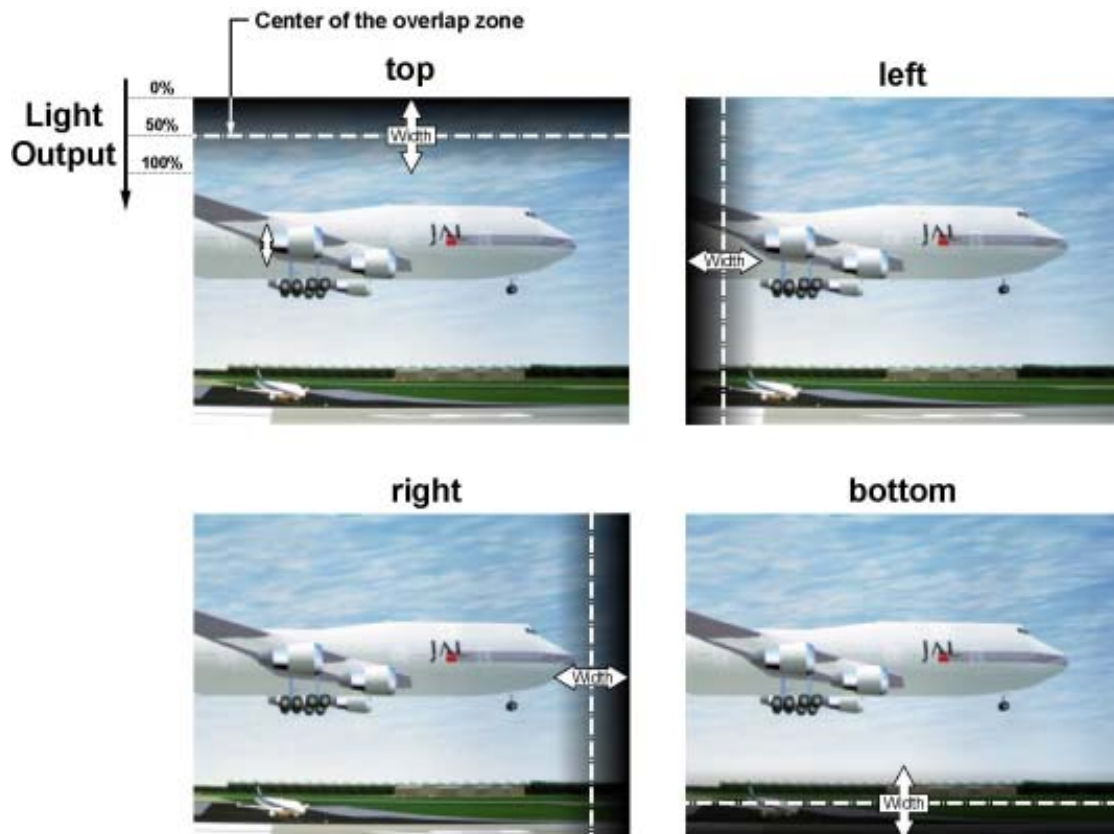 Center of the overlap zone
top
left
0%
Light
Output
50%
100%
Width
JAL
Width
JAL
right
bottom
JAL
Width
JAL
Width